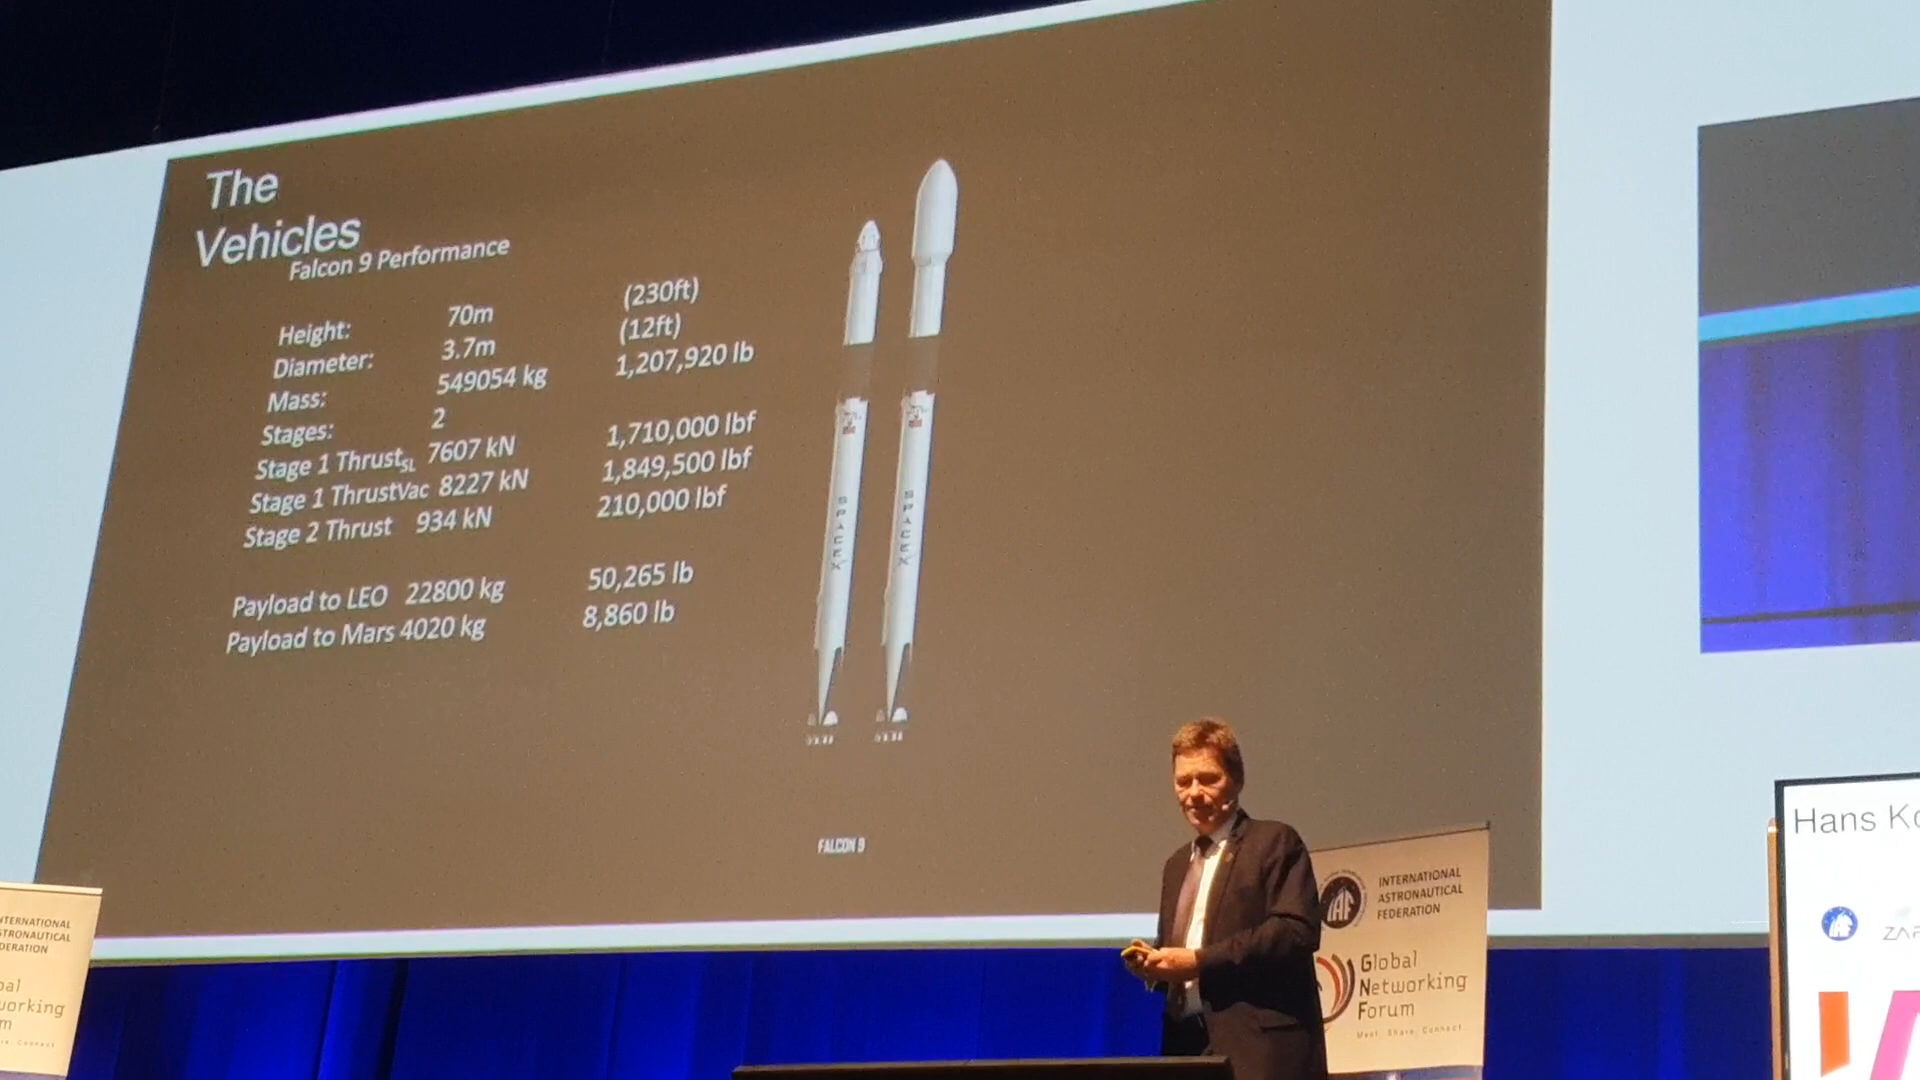 The
Vehicles
Falcon 9 Performance
Height: 70m (230ft)
Diameter: 3.7m (12ft)
Mass: 549054 kg 1,207,920 lb
Stages: 2
Stage 1 ThrustSL 7607 kN 1,710,000 lbf
Stage 1 ThrustVac 8227 kN 1,849,500 lbf
Stage 2 Thrust 934 kN 210,000 lbf
Payload to LEO 22800 kg 50,265 lb
Payload to Mars 4020 kg 8,860 lb
SPACEX
SPACEX
FALCON 9
IAF
INTERNATIONAL
ASTRONAUTICAL
FEDERATION
Global
Networking
Forum
Meet. Share. Connect.
Hans
IAF